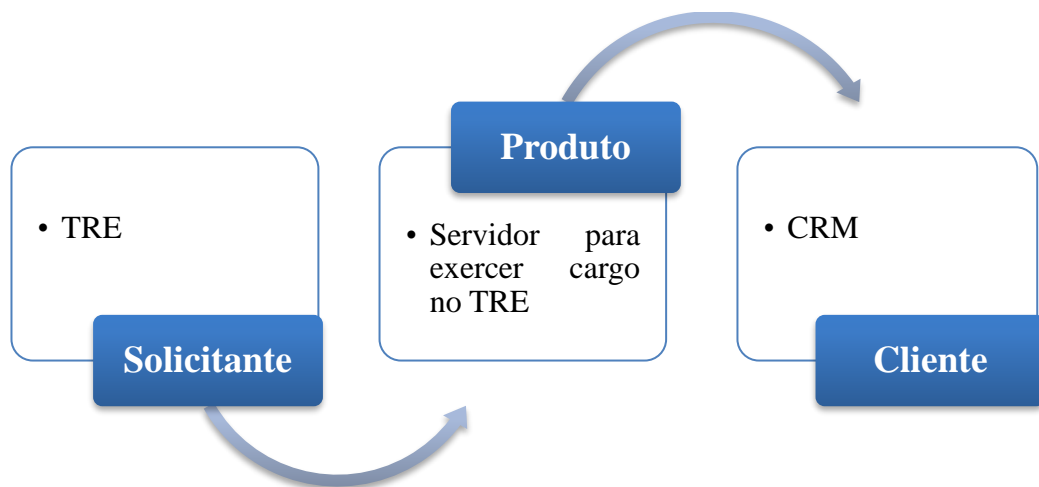 • TRE
Solicitante
Produto
• Servidor para
exercer cargo
no TRE
• CRM
Cliente